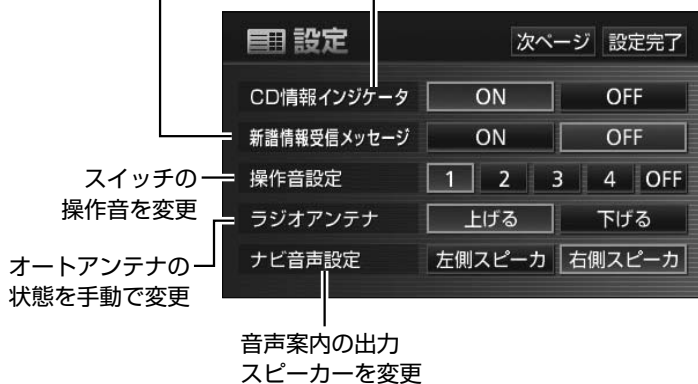 設定
次ページ 設定完了
CD情報インジケータ ON OFF
新譜情報受信メッセージ ON OFF
スイッチの
操作音を変更
操作音設定 1 2 3 4 OFF
ラジオアンテナ 上げる 下げる
オートアンテナの
状態を手動で変更
ナビ音声設定 左側スピーカ 右側スピーカ
音声案内の出力
スピーカーを変更